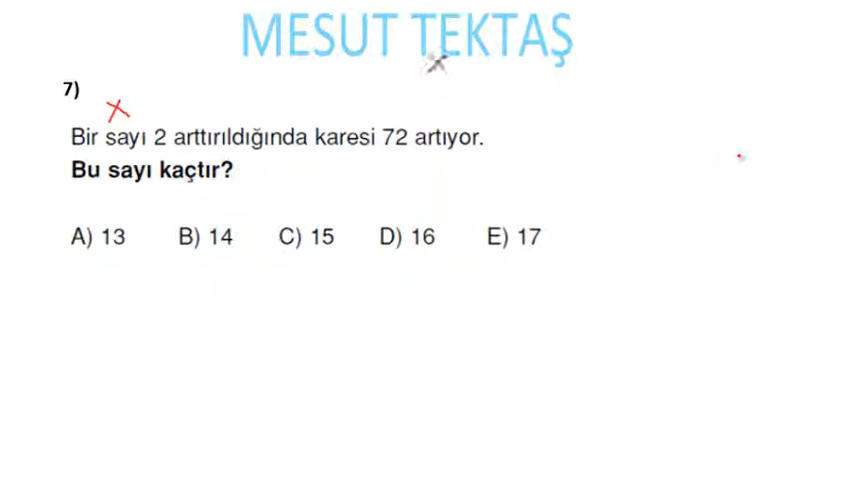 MESUT TEKTAŞ
7)
x
Bir sayı 2 arttırıldığında karesi 72 artıyor.
Bu sayı kaçtır?
A) 13 B) 14 C) 15 D) 16 E) 17